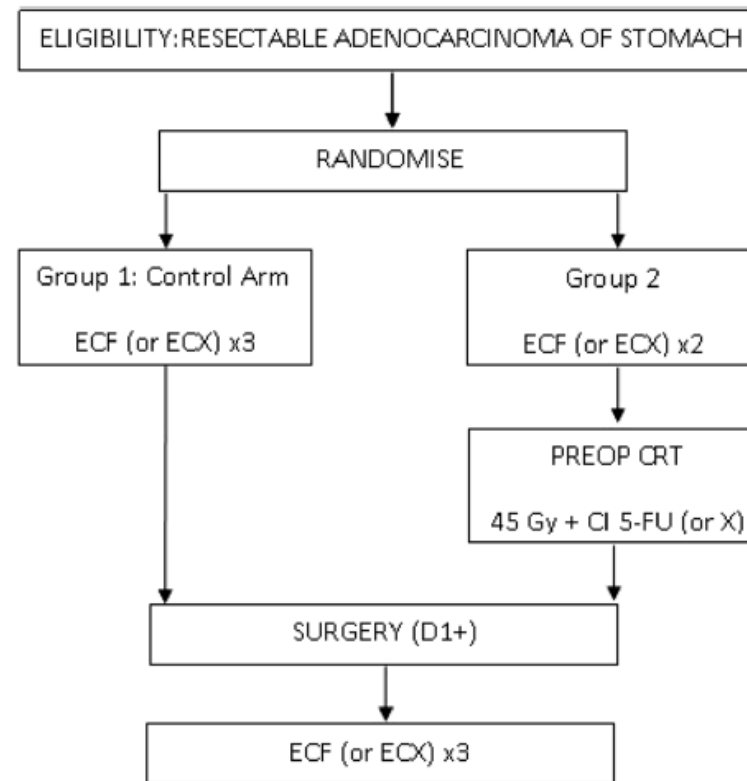 ELIGIBILITY:RESECTABLE ADENOCARCINOMA OF STOMACH
RANDOMISE
Group 1: Control Arm
ECF (or ECX) x3
Group 2
ECF (or ECX) x2
PREOP CRT
45 Gy + CI 5-FU (or X)
SURGERY (D1+)
ECF (or ECX) x3